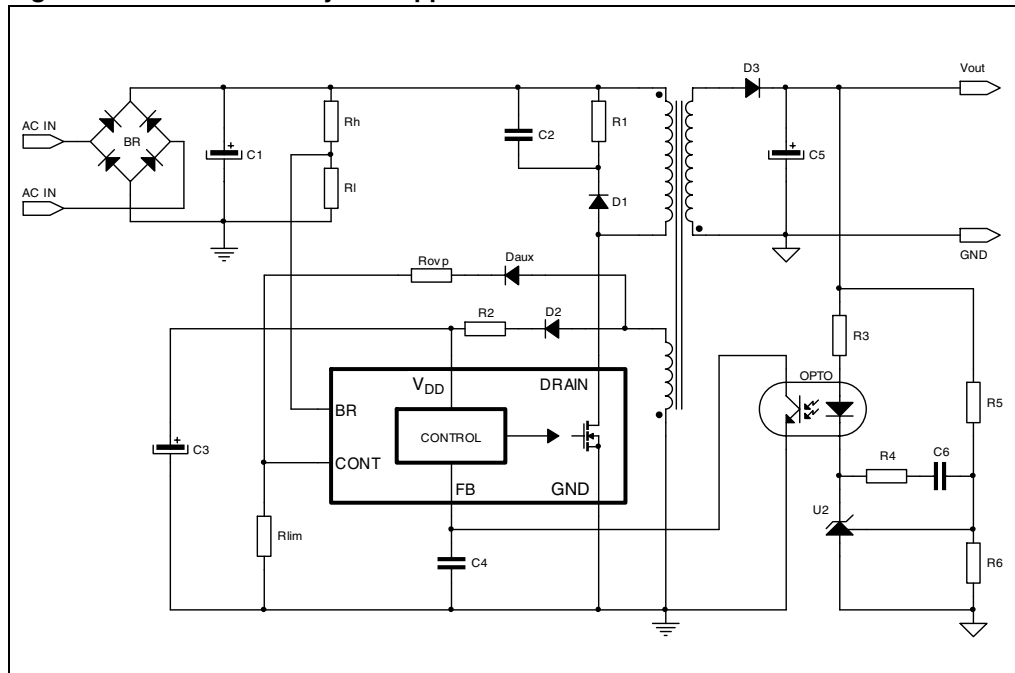 D3
Vout
AC IN
BR
C1
Rh
C2
R1
C5
Rl
AC IN
D1
GND
Rovp
Daux
R2
D2
R3
VDD
DRAIN
OPTO
BR
R5
CONTROL
C3
CONT
R4
C6
FB
GND
U2
Rlim
C4
R6